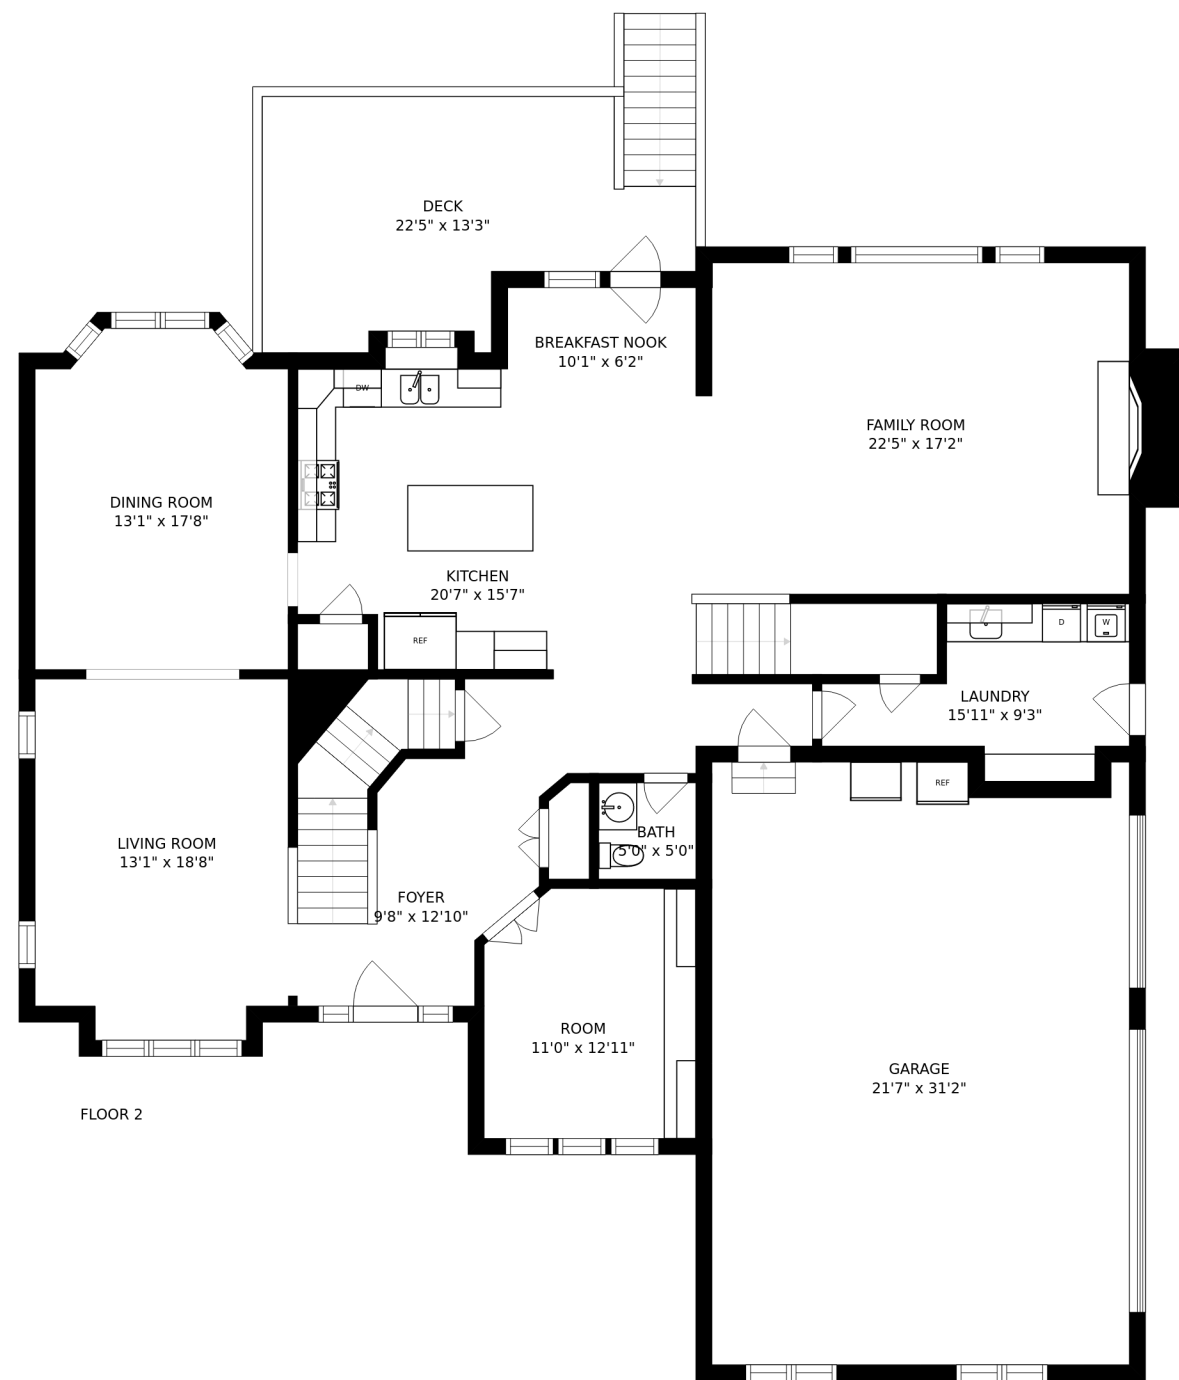 DECK
22'5" x 13'3"
BREAKFAST NOOK
10'1" x 6'2"
DW
FAMILY ROOM
22'5" x 17'2"
DINING ROOM
13'1" x 17'8"
KITCHEN
20'7" x 15'7"
REF
D
W
LAUNDRY
15'11" x 9'3"
REF
LIVING ROOM
13'1" x 18'8"
BATH
5'0" x 5'0"
FOYER
9'8" x 12'10"
ROOM
11'0" x 12'11"
GARAGE
21'7" x 31'2"
FLOOR 2